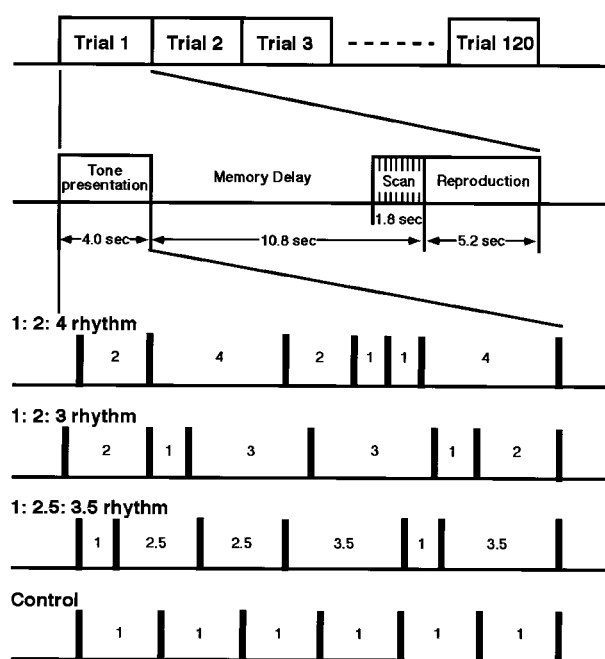 Trial 1 Trial 2 Trial 3 Trial 120
Tone presentation Memory Delay Scan Reproduction
1.8 sec
4.0 sec 10.8 sec 5.2 sec
1: 2: 4 rhythm
2 4 2 1 1 4
1: 2: 3 rhythm
2 1 3 3 1 2
1: 2.5: 3.5 rhythm
1 2.5 2.5 3.5 1 3.5
Control
1 1 1 1 1 1